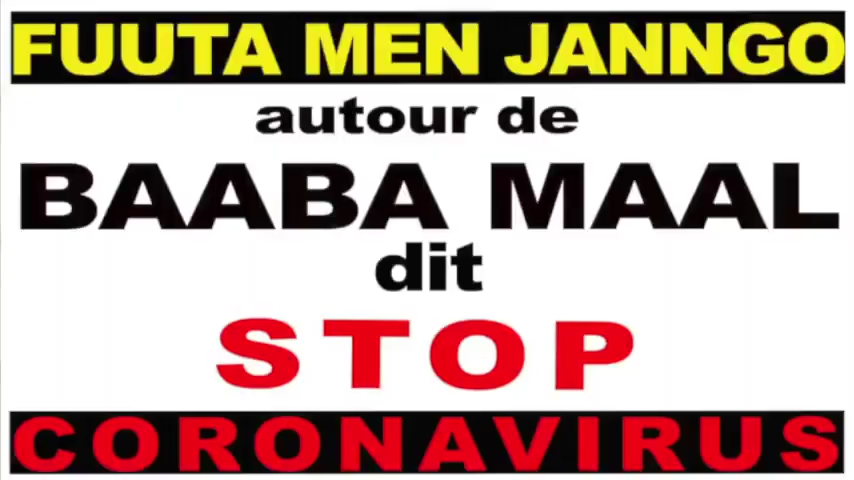 FUUTA MEN JANNGO
autour de
BAABA MAAL
dit
STOP
CORONAVIRUS